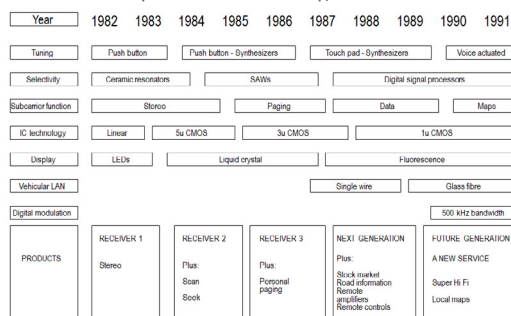 Year 1982 1983 1984 1985 1986 1987 1988 1989 1990 1991
Tuning Push button Push button - Synthesizers Touch pad - Synthesizers Voice actuated
Selectivity Ceramic resonators SAWs Digital signal processors
Subcarrier function Stereo Paging Data Maps
IC technology Linear 5u CMOS 3u CMOS 1u CMOS
Display LEDs Liquid crystal Fluorescence
Vehicular LAN Single wire Glass fibre
Digital modulation 500 kHz bandwidth
PRODUCTS
RECEIVER 1
Stereo
RECEIVER 2
Plus:
Scan
Seek
RECEIVER 3
Plus:
Personal
paging
NEXT GENERATION
Plus:
Stock market
Road information
Remote
amplifiers
Remote controls
FUTURE GENERATION
A NEW SERVICE
Super Hi Fi
Local maps